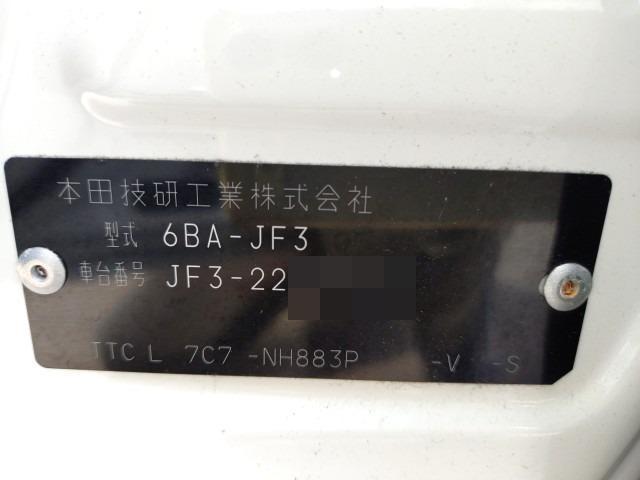 本田技研工業株式会社
型式 6BA-JF3
車台番号 JF3-22
TTC L 7C7 -NH883P -V -S